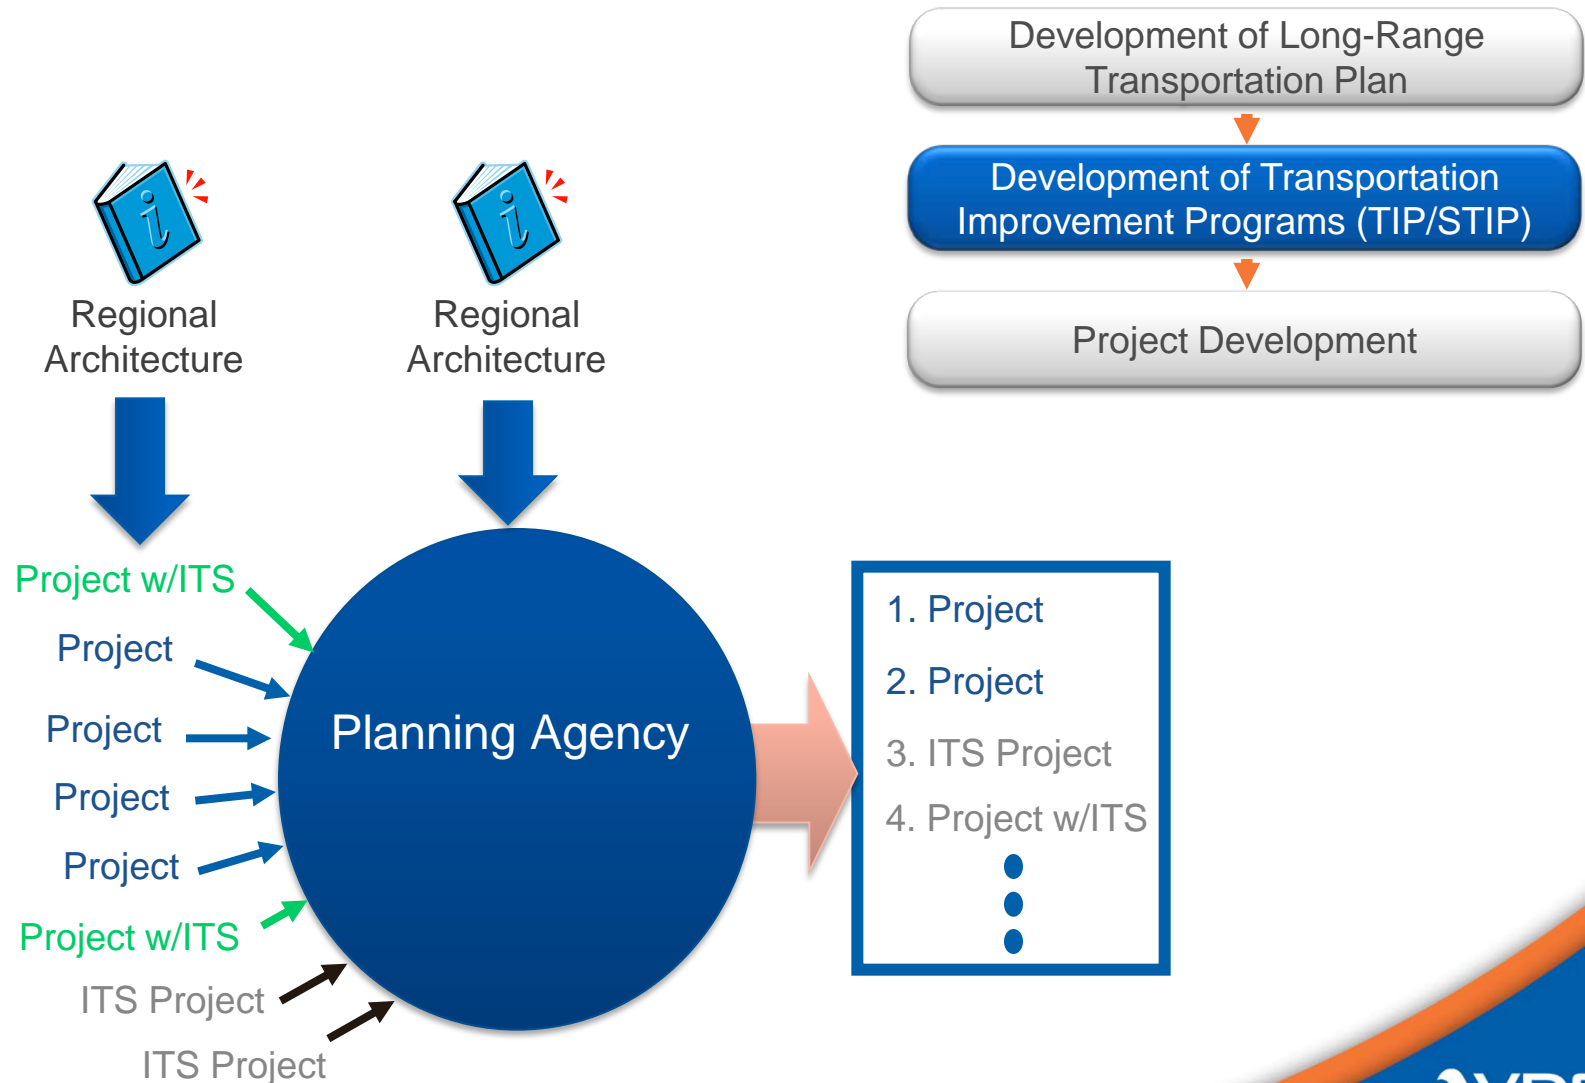 Development of Long-Range
Transportation Plan
Development of Transportation
Improvement Programs (TIP/STIP)
Project Development
Regional
Architecture
Regional
Architecture
Project w/ITS
Project
Project
Project
Project
Project w/ITS
ITS Project
ITS Project
Planning Agency
1. Project
2. Project
3. ITS Project
4. Project w/ITS